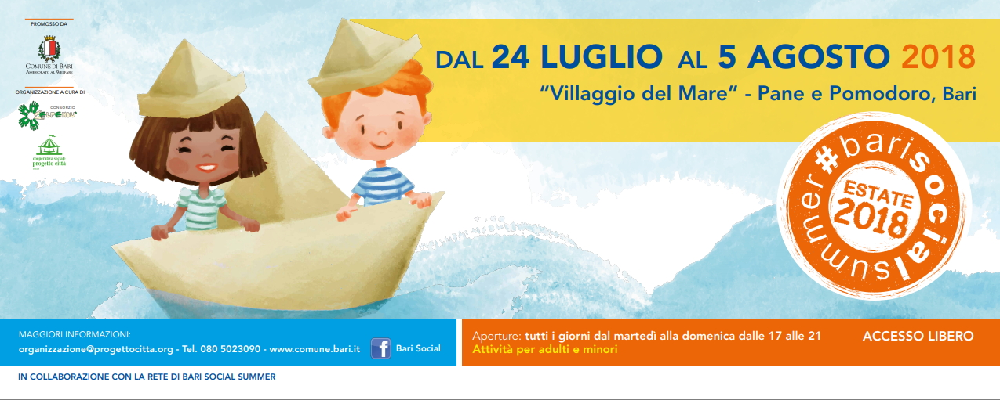 PROMOSSO DA
COMUNE DI BARI
ASSESSORATO AL WELFARE
ORGANIZZAZIONE A CURA DI
CONSORZIO
ELPENDU'
cooperativa sociale
progetto città
DAL 24 LUGLIO AL 5 AGOSTO 2018
“Villaggio del Mare” - Pane e Pomodoro, Bari
#barisocialsummer
ESTATE
2018
MAGGIORI INFORMAZIONI:
organizzazione@progettocitta.org - Tel. 080 5023090 - www.comune.bari.it
f Bari Social
Aperture: tutti i giorni dal martedì alla domenica dalle 17 alle 21
Attività per adulti e minori
ACCESSO LIBERO
IN COLLABORAZIONE CON LA RETE DI BARI SOCIAL SUMMER